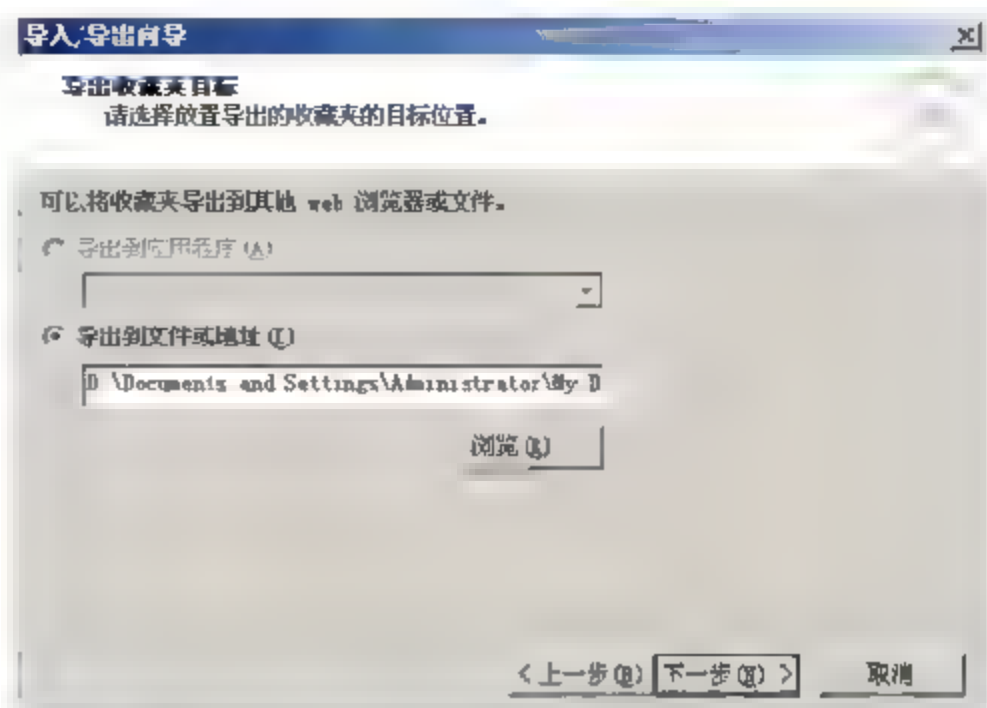 导入/导出向导
导出收藏夹目标
请选择放置导出的收藏夹的目标位置。
可以将收藏夹导出到其他 web 浏览器或文件。
导出到应用程序(A)
导出到文件或地址(I)
D:\Documents and Settings\Administrator\My D
浏览(R)
< 上一步(B) 下一步(N) > 取消